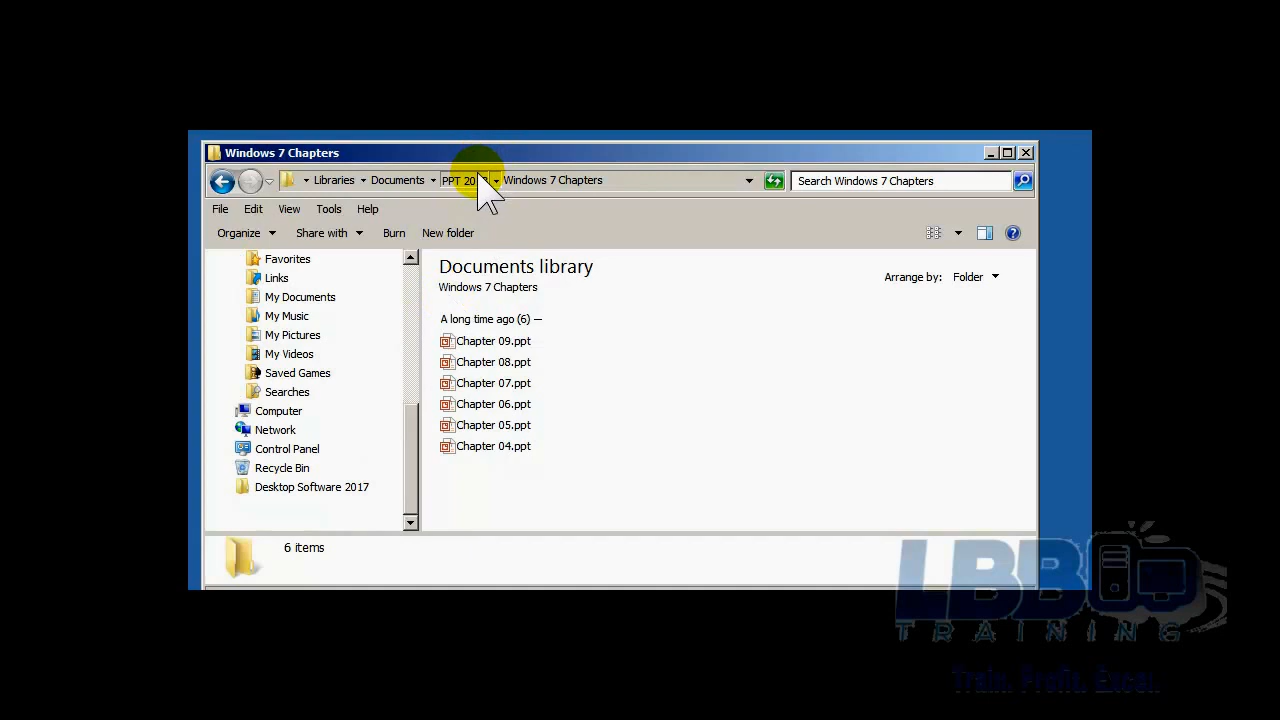 Windows 7 Chapters
Libraries Documents PPT 20 Windows 7 Chapters Search Windows 7 Chapters
File Edit View Tools Help
Organize Share with Burn New folder
Favorites
Links
My Documents
My Music
My Pictures
My Videos
Saved Games
Searches
Computer
Network
Control Panel
Recycle Bin
Desktop Software 2017
Documents library
Windows 7 Chapters
Arrange by: Folder
A long time ago (6)
Chapter 09.ppt
Chapter 08.ppt
Chapter 07.ppt
Chapter 06.ppt
Chapter 05.ppt
Chapter 04.ppt
6 items
LBB
TRAINING
Train. Profit. Excel.